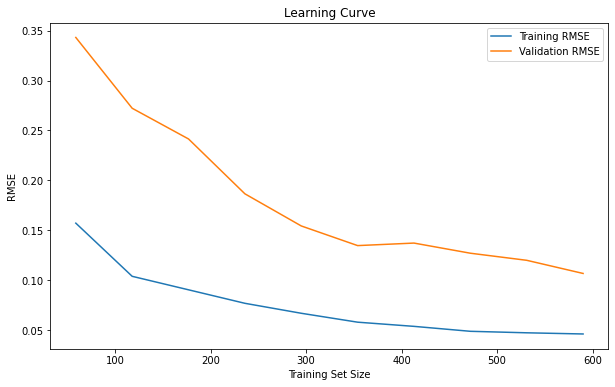 Learning Curve
Training RMSE
Validation RMSE
0.35
0.30
0.25
0.20
0.15
0.10
0.05
RMSE
100
200
300
400
500
600
Training Set Size